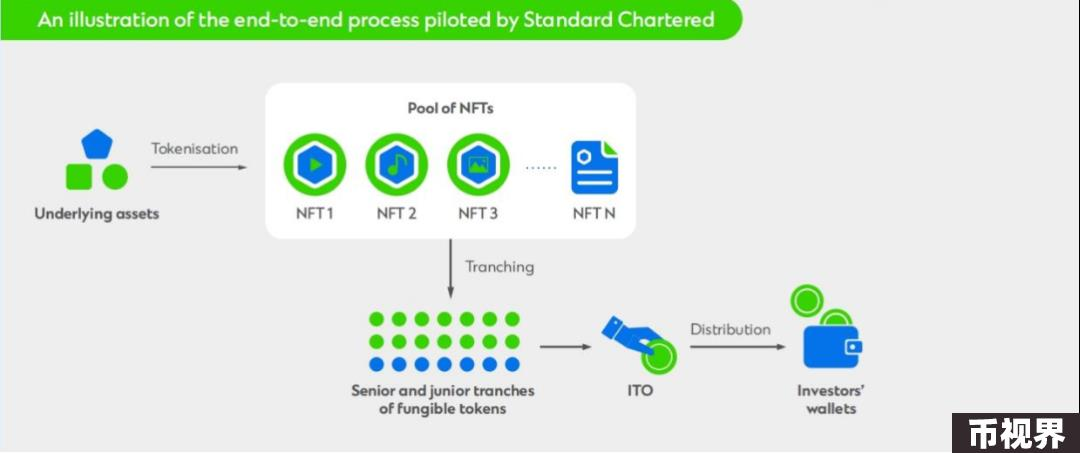 An illustration of the end-to-end process piloted by Standard Chartered
Pool of NFTs
Tokenisation
Underlying assets
NFT 1
NFT 2
NFT 3
NFT N
Tranching
Senior and junior tranches
of fungible tokens
ITO
Distribution
Investors’
wallets
币视界